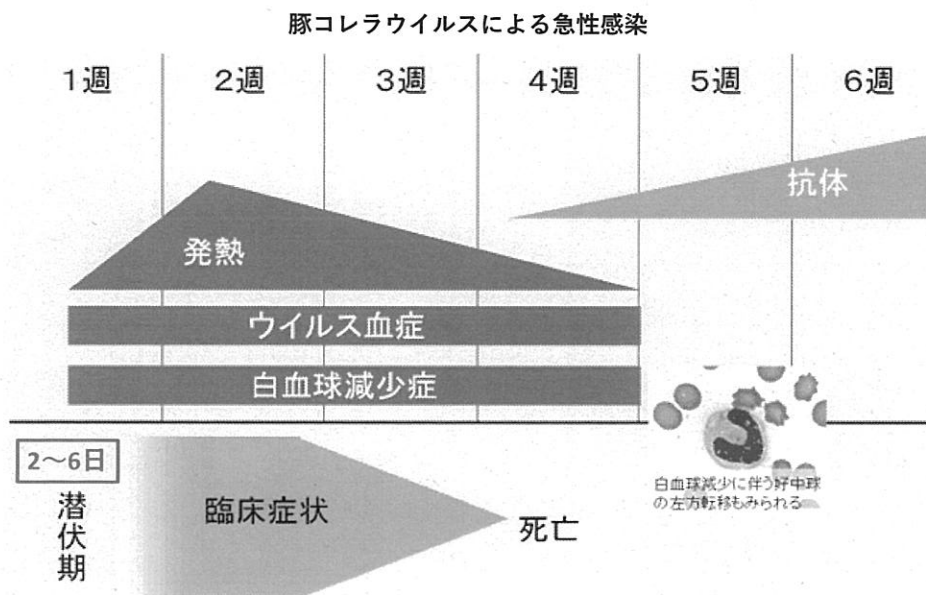 豚コレラウイルスによる急性感染
1週 2週 3週 4週 5週 6週
抗体
発熱
ウイルス血症
白血球減少症
2〜6日
潜伏期
臨床症状
死亡
白血球減少に伴う好中球
の左方転移もみられる